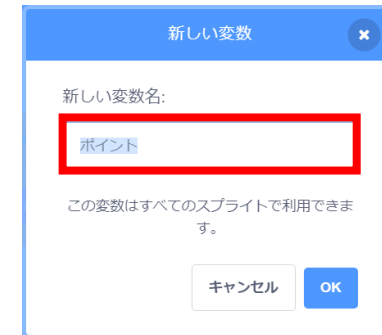 新しい変数
新しい変数名:
ポイント
この変数はすべてのスプライトで利用できま
す。
キャンセル
OK